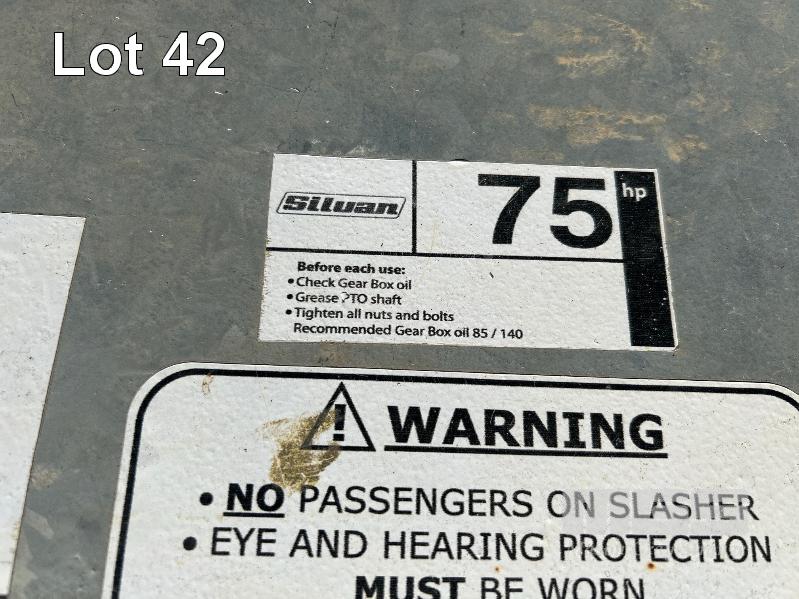 Lot 42
Silvan
75 hp
Before each use:
• Check Gear Box oil
• Grease PTO shaft
• Tighten all nuts and bolts
Recommended Gear Box oil 85 / 140
! WARNING
• NO PASSENGERS ON SLASHER
• EYE AND HEARING PROTECTION
MUST BE WORN